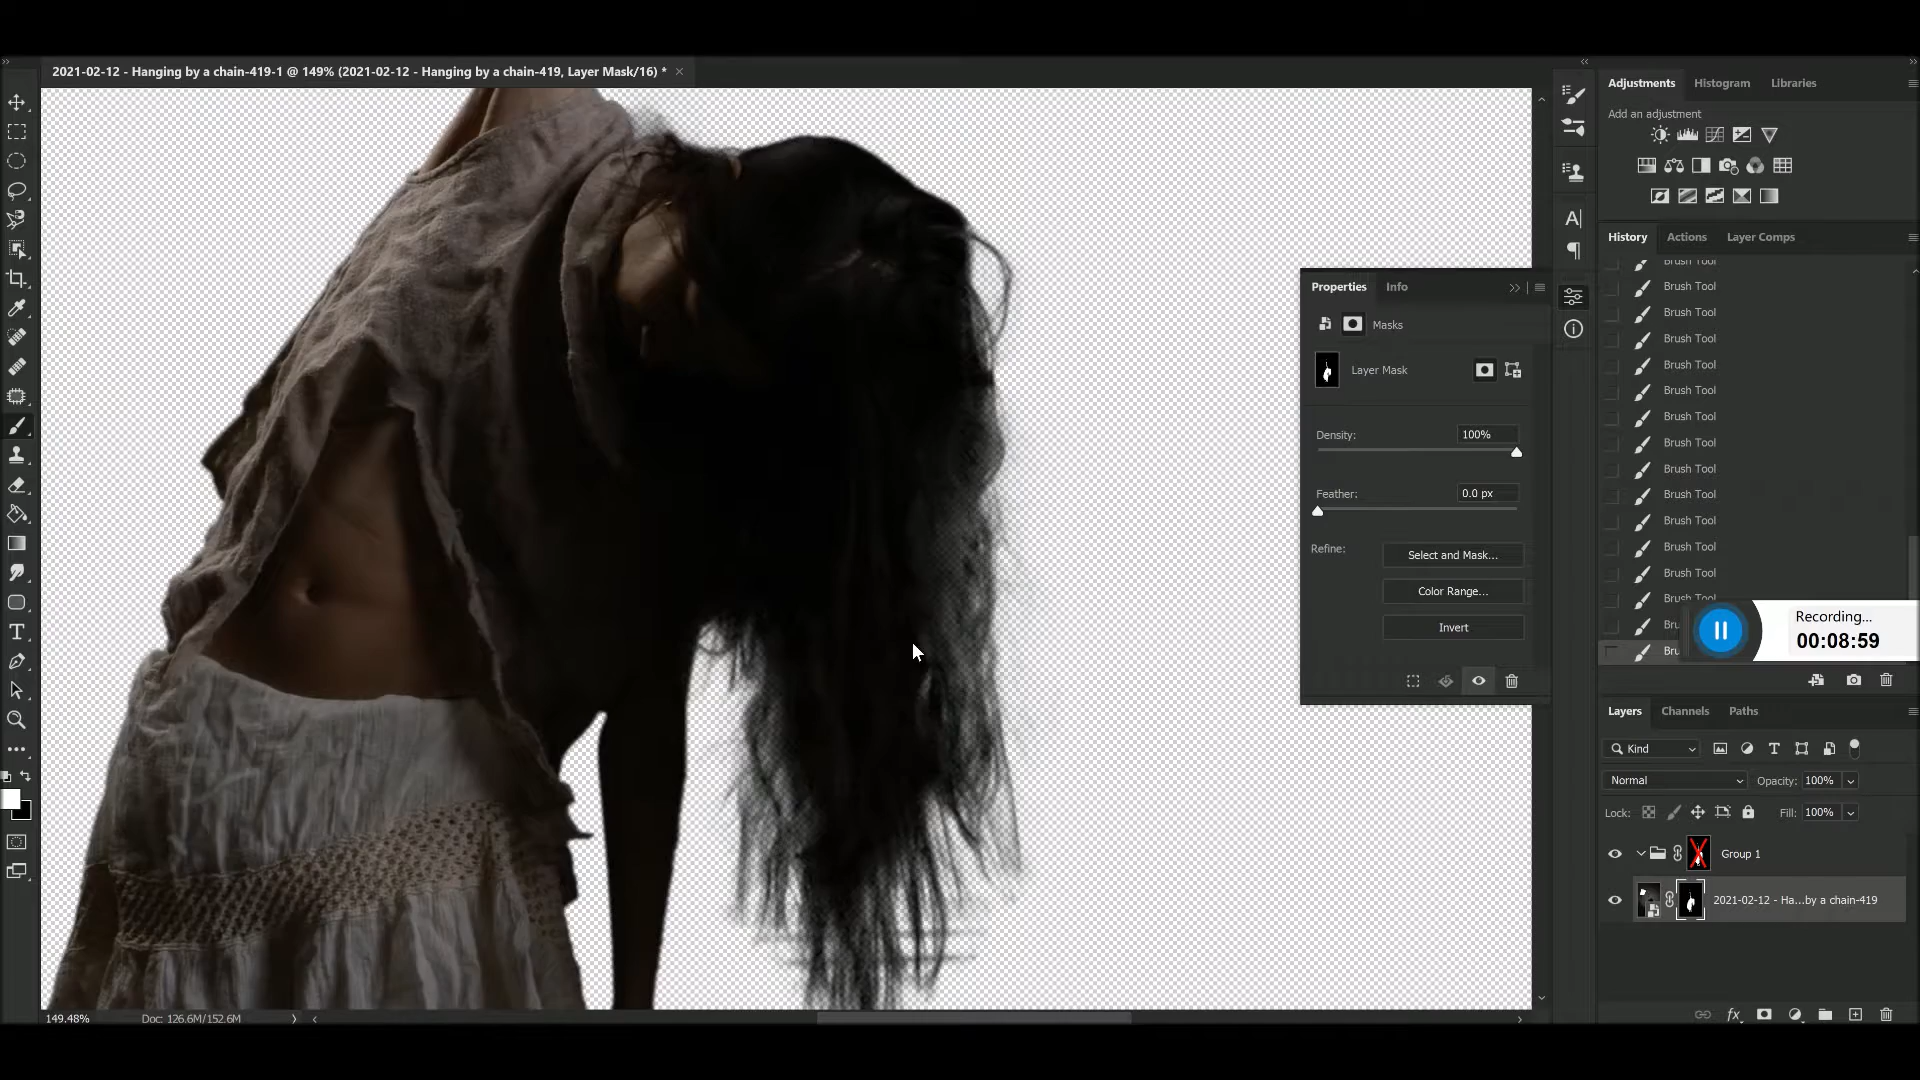 2021-02-12 - Hanging by a chain-419-1 @ 149% (2021-02-12 - Hanging by a chain-419, Layer Mask/16) *
Adjustments Histogram Libraries
Add an adjustment
History Actions Layer Comps
Brush Tool
Brush Tool
Brush Tool
Brush Tool
Brush Tool
Brush Tool
Brush Tool
Brush Tool
Brush Tool
Brush Tool
Brush Tool
Brush Tool
Brush Tool
Brush Tool
Bru
Bru
Recording...
00:08:59
Properties Info
Masks
Layer Mask
Density: 100%
Feather: 0.0 px
Refine: Select and Mask...
Color Range...
Invert
Layers Channels Paths
Kind
Normal Opacity: 100%
Lock: Fill: 100%
Group 1
2021-02-12 - Ha...by a chain-419
fx
149.48% Doc: 126.6M/152.6M